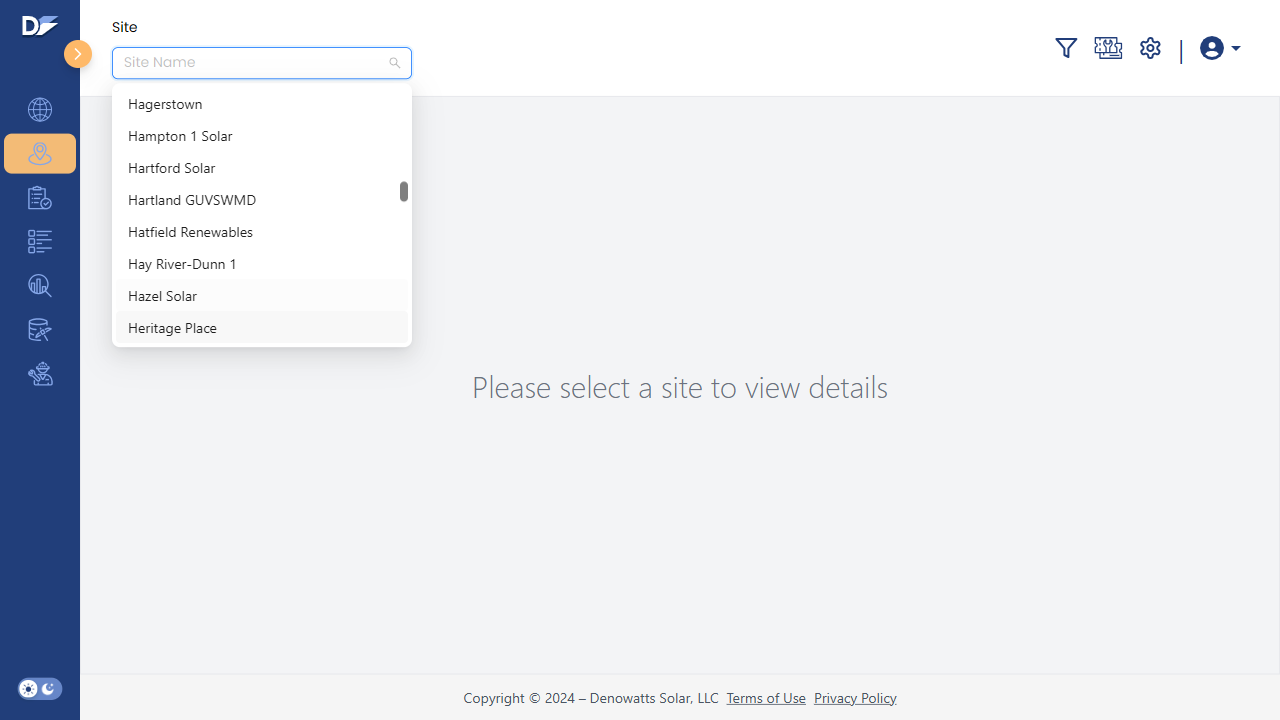 Site
Site Name
Hagerstown
Hampton 1 Solar
Hartford Solar
Hartland GUVSWMD
Hatfield Renewables
Hay River-Dunn 1
Hazel Solar
Heritage Place
Please select a site to view details
Copyright © 2024 – Denowatts Solar, LLC Terms of Use Privacy Policy